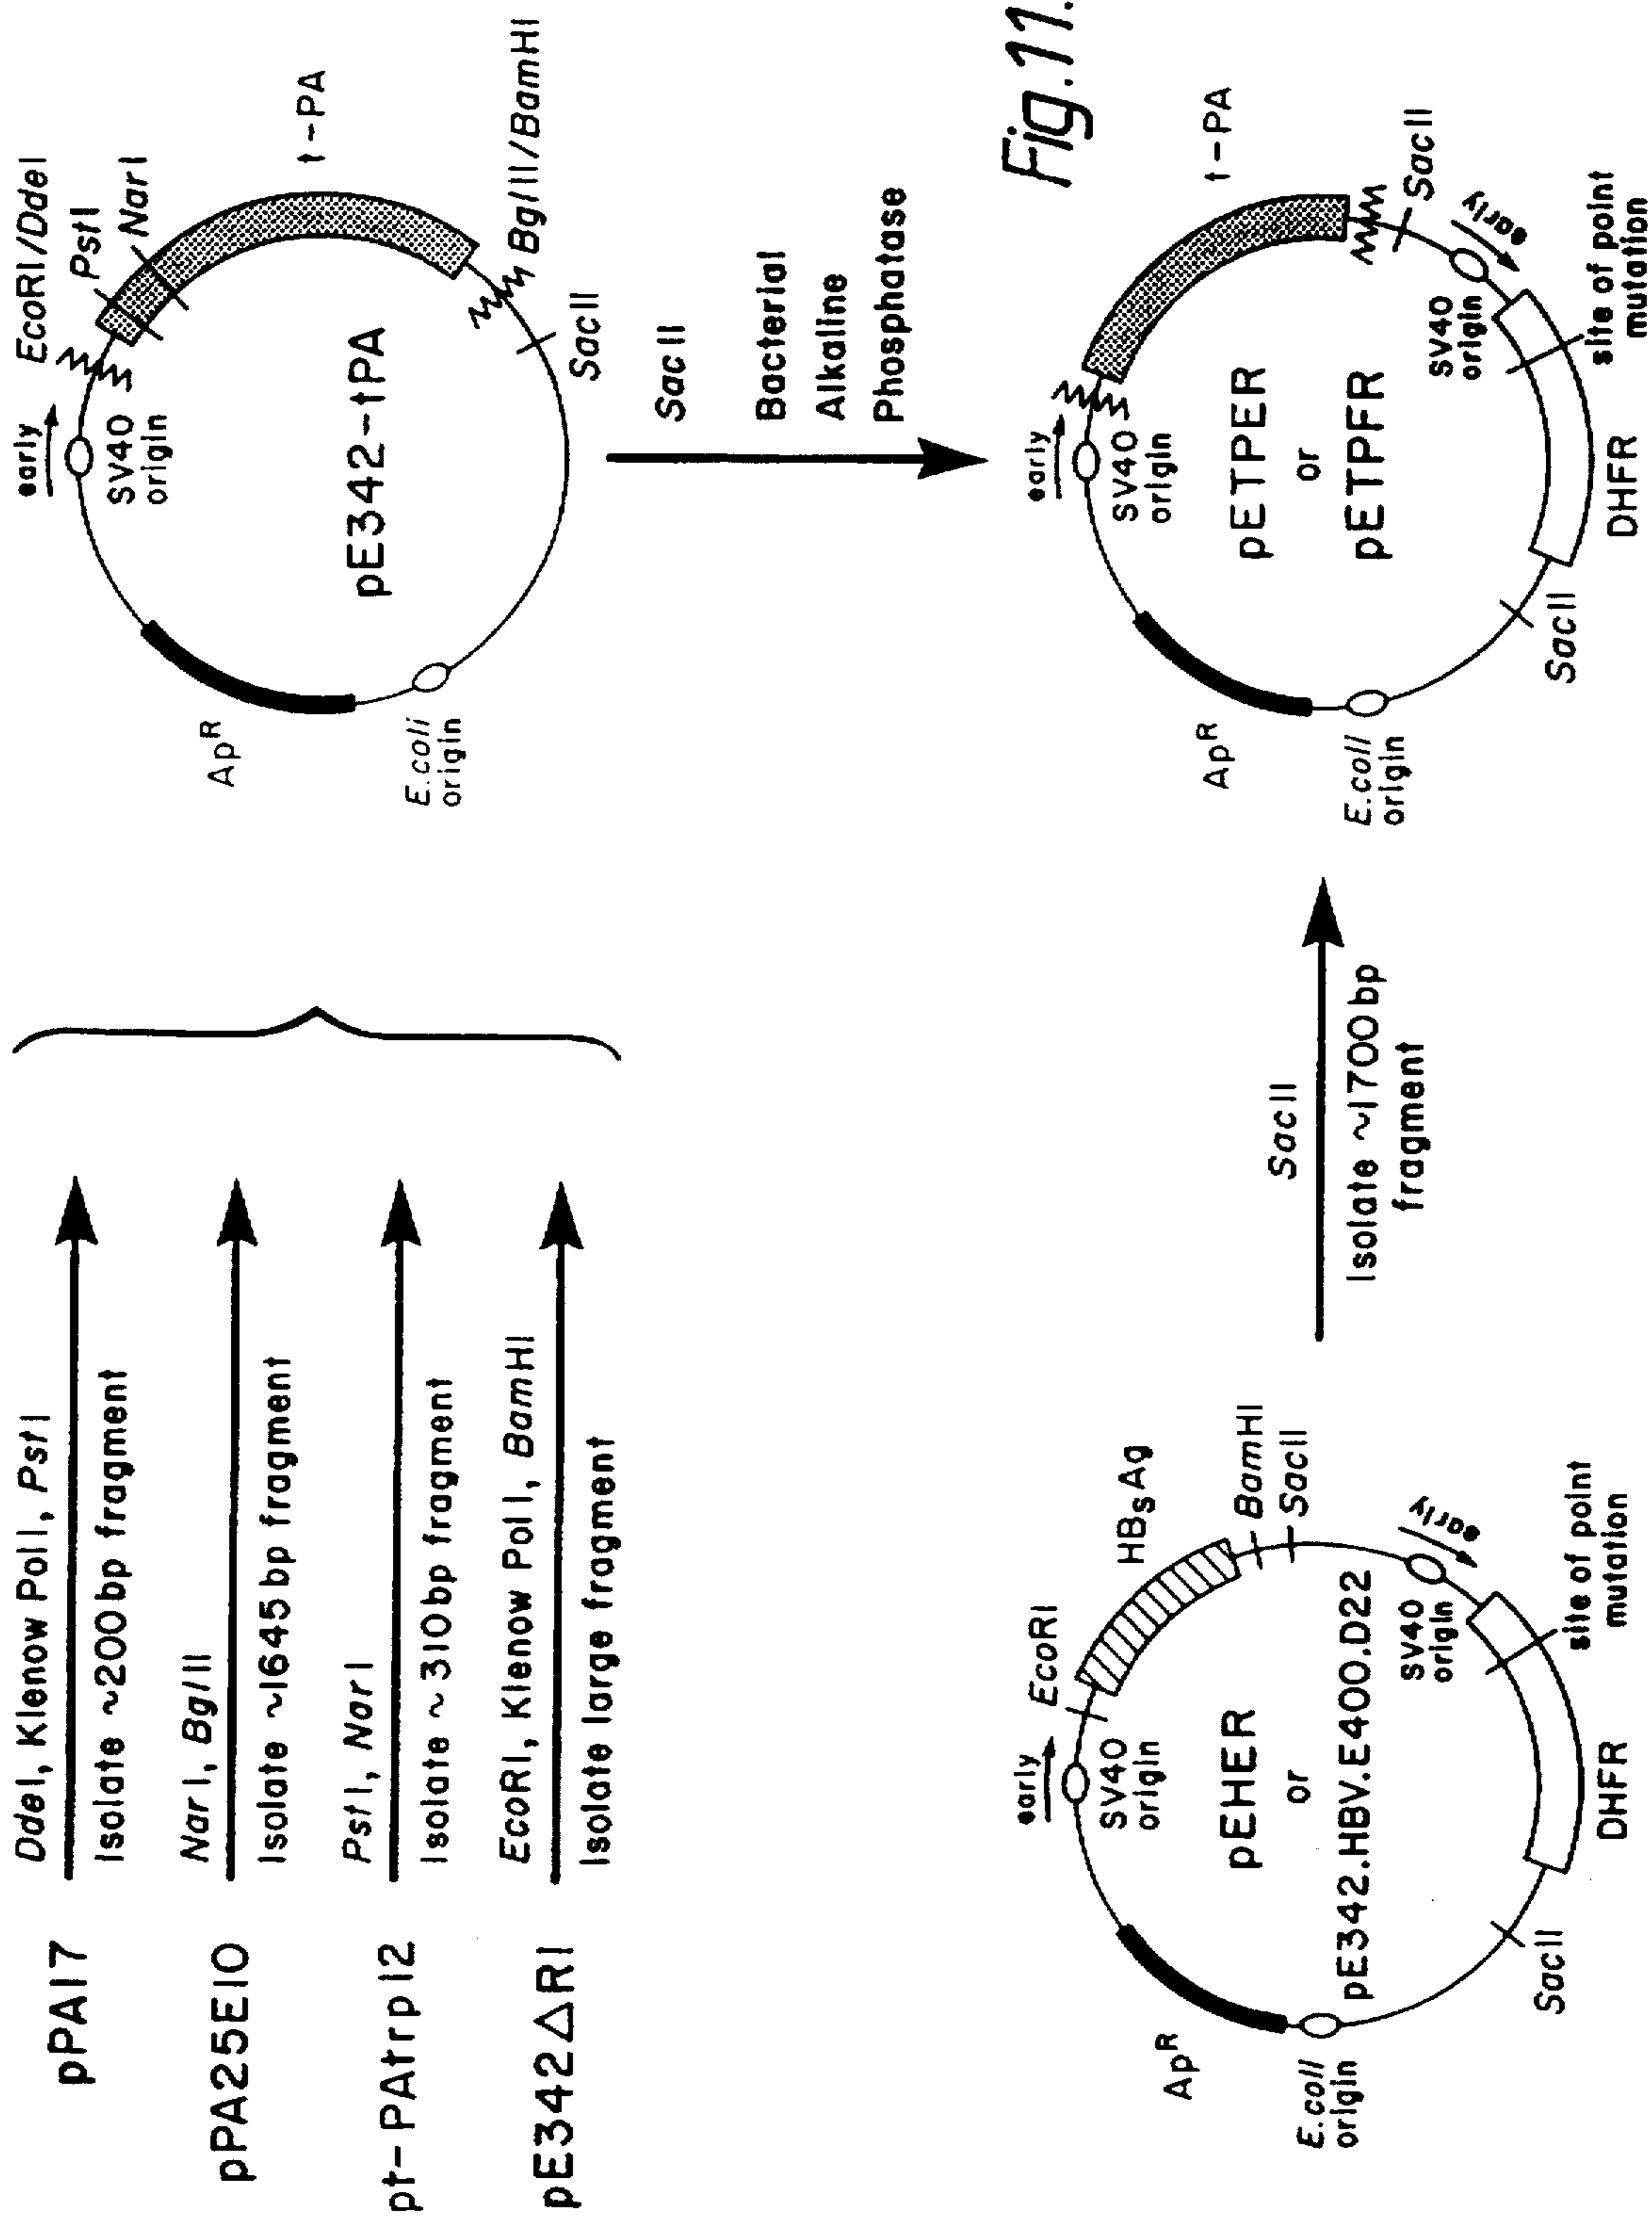 pPA17
DdeI, Klenow PolI, PstI
Isolate ~200bp fragment
pPA25E10
NarI, BglII
Isolate ~1645bp fragment
pt-PAtrp12
PstI, NarI
Isolate ~310bp fragment
pE342△R1
EcoRI, Klenow PolI, BamHI
Isolate large fragment
early
SV40
origin
EcoRI/DdeI
PstI
NarI
t-PA
BglII/BamHI
SacII
pE342-tPA
ApR
E.coli
origin
SacII
Bacterial
Alkaline
Phosphatase
Fig.11.
early
SV40
origin
EcoRI
HBsAg
BamHI
SacII
early
SV40
origin
site of point
mutation
DHFR
SacII
E.coli
origin
ApR
pEHER
or
pE342.HBV.E400.D22
SacII
Isolate ~1700bp
fragment
early
SV40
origin
t-PA
SacII
early
SV40
origin
site of point
mutation
DHFR
SacII
E.coli
origin
ApR
pETPER
or
pETPFR